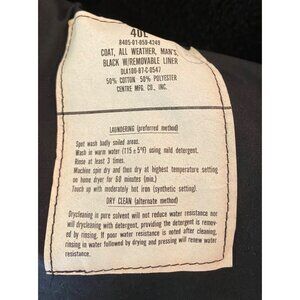 40L
8405-01-059-4249
COAT, ALL WEATHER, MAN'S,
BLACK W/REMOVABLE LINER
DLA100-87-C-0547
50% COTTON 50% POLYESTER
CENTRE MFG. CO., INC.
LAUNDERING (preferred method)
Spot wash badly soiled areas.
Wash in warm water (115 ± 5°F) using mild detergent.
Rinse at least 3 times.
Machine spin dry and then dry at highest temperature setting
on home dryer for 60 minutes (min.)
Touch up with moderately hot iron (synthetic setting).
DRY CLEAN (alternate method)
Drycleaning in pure solvent will not reduce water resistance nor
will drycleaning with detergent, providing the detergent is remov-
ed by rinsing. If poor water resistance is noted after cleaning,
rinsing in water followed by drying and pressing will renew water
resistance.